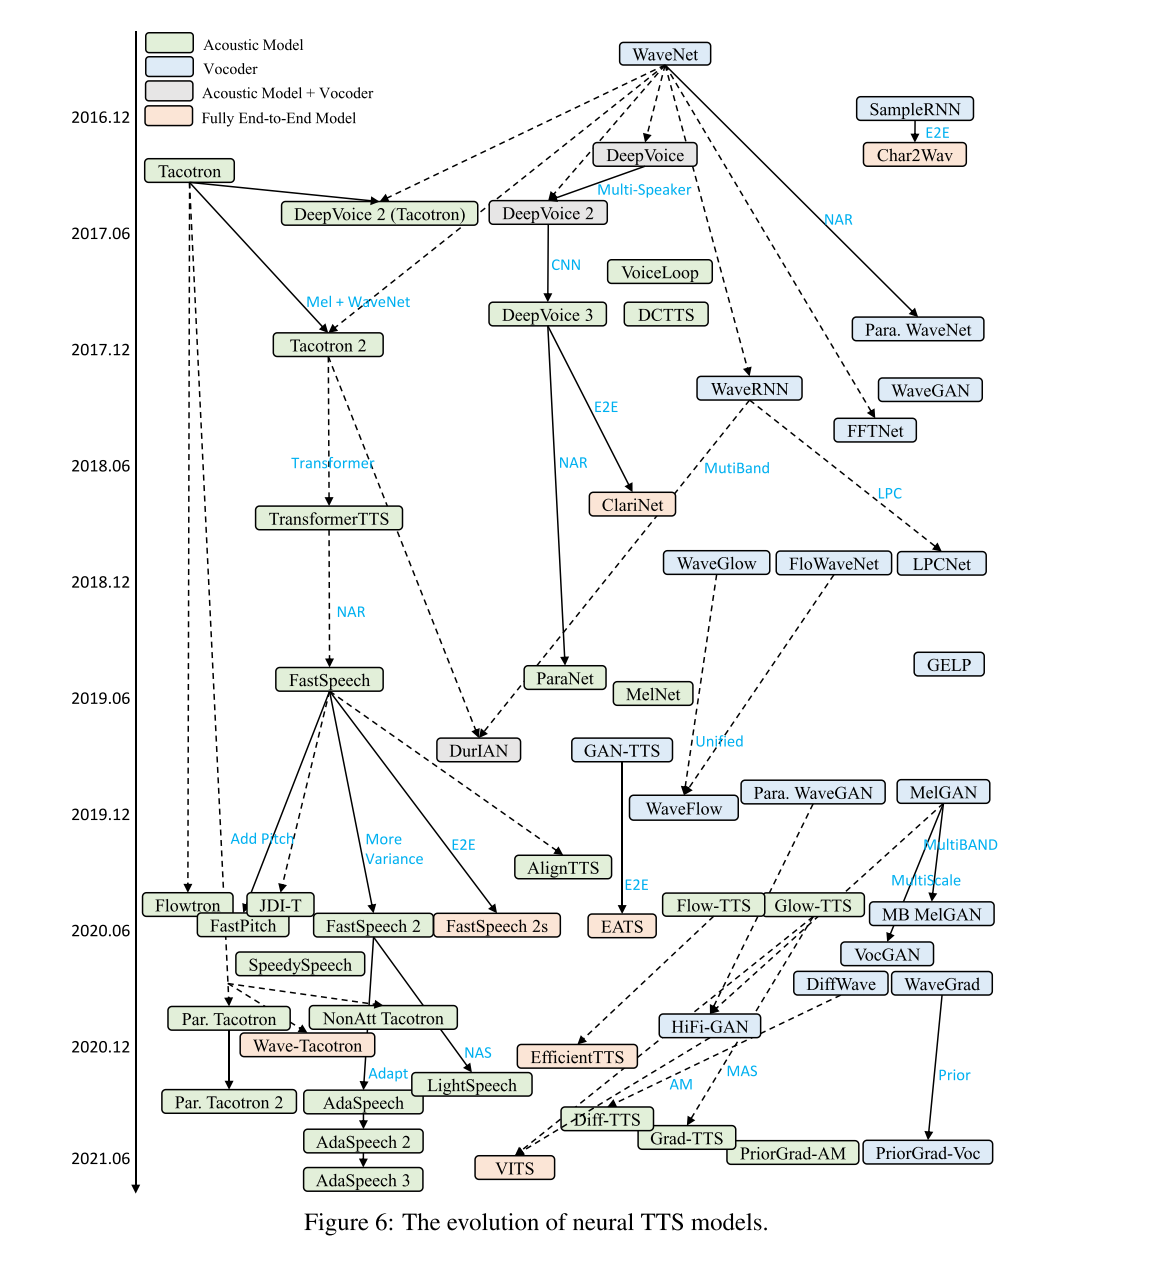 Acoustic Model
Vocoder
Acoustic Model + Vocoder
Fully End-to-End Model
WaveNet
2016.12
SampleRNN
E2E
Char2Wav
DeepVoice
Tacotron
Multi-Speaker
DeepVoice 2 (Tacotron)
DeepVoice 2
NAR
2017.06
CNN
VoiceLoop
Mel + WaveNet
DeepVoice 3
DCTTS
Para. WaveNet
Tacotron 2
2017.12
WaveRNN
WaveGAN
E2E
FFTNet
Transformer
NAR
MutiBand
2018.06
LPC
ClariNet
TransformerTTS
WaveGlow
FloWaveNet
LPCNet
2018.12
NAR
GELP
FastSpeech
ParaNet
MelNet
2019.06
Unified
DurIAN
GAN-TTS
Para. WaveGAN
MelGAN
WaveFlow
2019.12
Add Pitch
More
Variance
E2E
MultiBAND
AlignTTS
E2E
MultiScale
Flowtron
JDI-T
Flow-TTS
Glow-TTS
MB MelGAN
FastPitch
FastSpeech 2
FastSpeech 2s
EATS
2020.06
VocGAN
SpeedySpeech
DiffWave
WaveGrad
Par. Tacotron
NonAtt Tacotron
HiFi-GAN
Wave-Tacotron
2020.12
NAS
EfficientTTS
Adapt
LightSpeech
AM
MAS
Prior
Par. Tacotron 2
AdaSpeech
Diff-TTS
Grad-TTS
AdaSpeech 2
PriorGrad-AM
PriorGrad-Voc
2021.06
VITS
AdaSpeech 3
Figure 6: The evolution of neural TTS models.